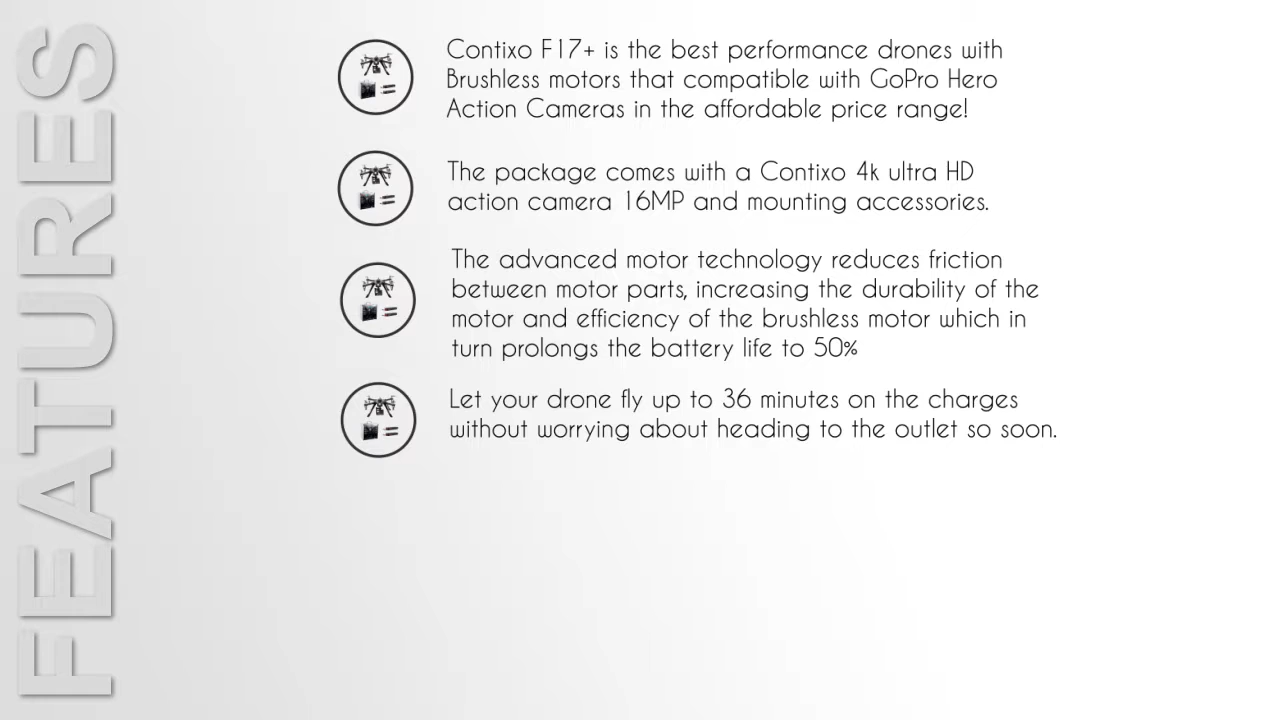 FEATURES
Contixo F17+ is the best performance drones with
Brushless motors that compatible with GoPro Hero
Action Cameras in the affordable price range!
The package comes with a Contixo 4k ultra HD
action camera 16MP and mounting accessories.
The advanced motor technology reduces friction
between motor parts, increasing the durability of the
motor and efficiency of the brushless motor which in
turn prolongs the battery life to 50%
Let your drone fly up to 36 minutes on the charges
without worrying about heading to the outlet so soon.